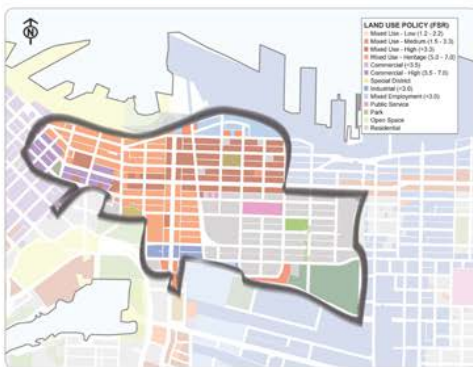 N
LAND USE POLICY (FSR)
Mixed Use - Low (1.2 - 2.2)
Mixed Use - Medium (1.5 - 3.3)
Mixed Use - High (>3.3)
Mixed Use - Heritage (5.0 - 7.0)
Commercial (<3.5)
Commercial - High (3.5 - 7.0)
Special District
Industrial (<3.0)
Mixed Employment (<3.0)
Public Service
Park
Open Space
Residential